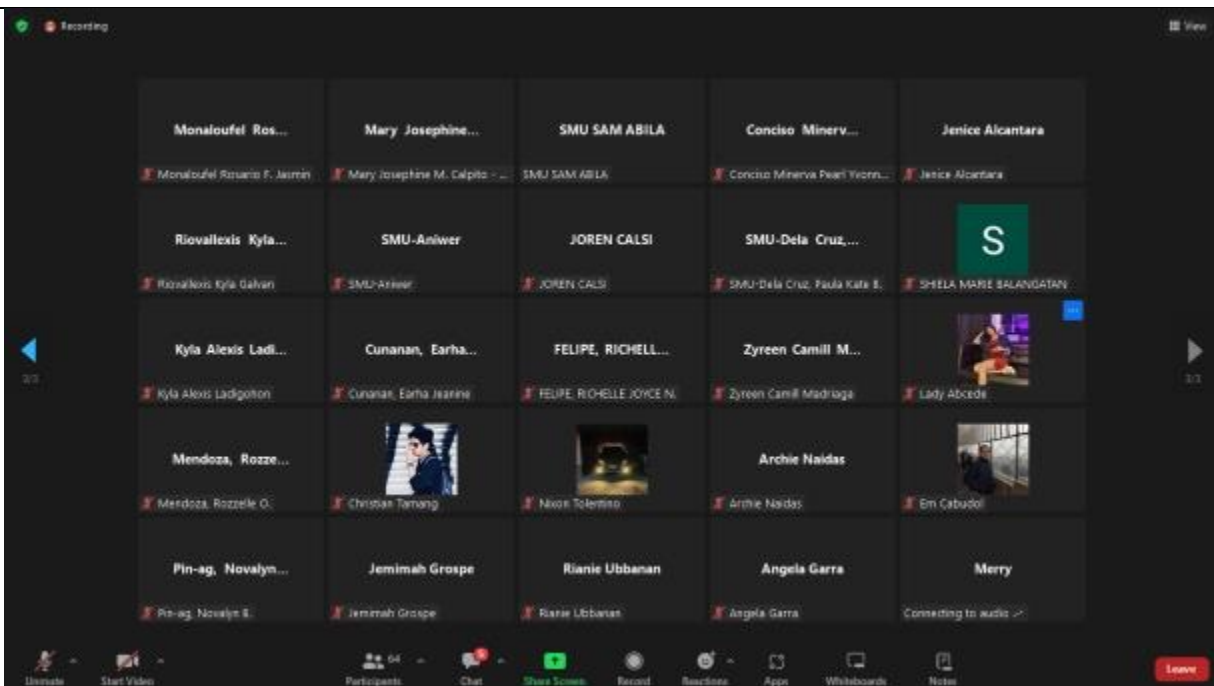 Recording
View
Monaloufel Ros...
Mary Josephine...
SMU SAM ABILA
Conciso Minerv...
Jenice Alcantara
Monaloufel Rosario F. Jasmin
Mary Josephine M. Calpito - ...
SMU SAM ABILA
Conciso Minerva Pearl Yvonn...
Jenice Alcantara
Riovallexis Kyla...
SMU-Aniwer
JOREN CALSI
SMU-Dela Cruz,...
S
Riovallexis Kyla Galvan
SMU-Aniwer
JOREN CALSI
SMU-Dela Cruz, Paula Kate B.
SHIELA MARIE BALANGATAN
Kyla Alexis Ladi...
Cunanan, Earha...
FELIPE, RICHELL...
Zyreen Camill M...
2/3
2/3
Kyla Alexis Ladigohon
Cunanan, Earha Jeanine
FELIPE, RICHELLE JOYCE N.
Zyreen Camill Madriaga
Lady Abcede
Mendoza, Rozze...
Archie Naidas
Mendoza, Rozzelle O.
Christian Tamang
Nixon Tolentino
Archie Naidas
Em Cabudol
Pin-ag, Novalyn...
Jemimah Grospe
Rianie Ubbanan
Angela Garra
Merry
Pin-ag, Novalyn B.
Jemimah Grospe
Rianie Ubbanan
Angela Garra
Connecting to audio
64
Unmute
Start Video
Participants
Chat
Share Screen
Record
Reactions
Apps
Whiteboards
Notes
Leave